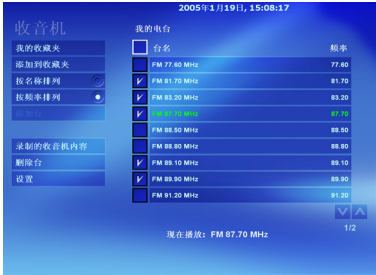 2005年1月19日, 15:08:17
收音机
我的收藏夹
添加到收藏夹
按名称排列
按频率排列
录制的收音机内容
删除台
设置
我的电台
台名 频率
FM 77.60 MHz 77.60
FM 81.70 MHz 81.70
FM 83.20 MHz 83.20
FM 87.70 MHz 87.70
FM 88.50 MHz 88.50
FM 88.80 MHz 88.80
FM 89.10 MHz 89.10
FM 89.90 MHz 89.90
FM 91.20 MHz 91.20
1/2
现在播放: FM 87.70 MHz